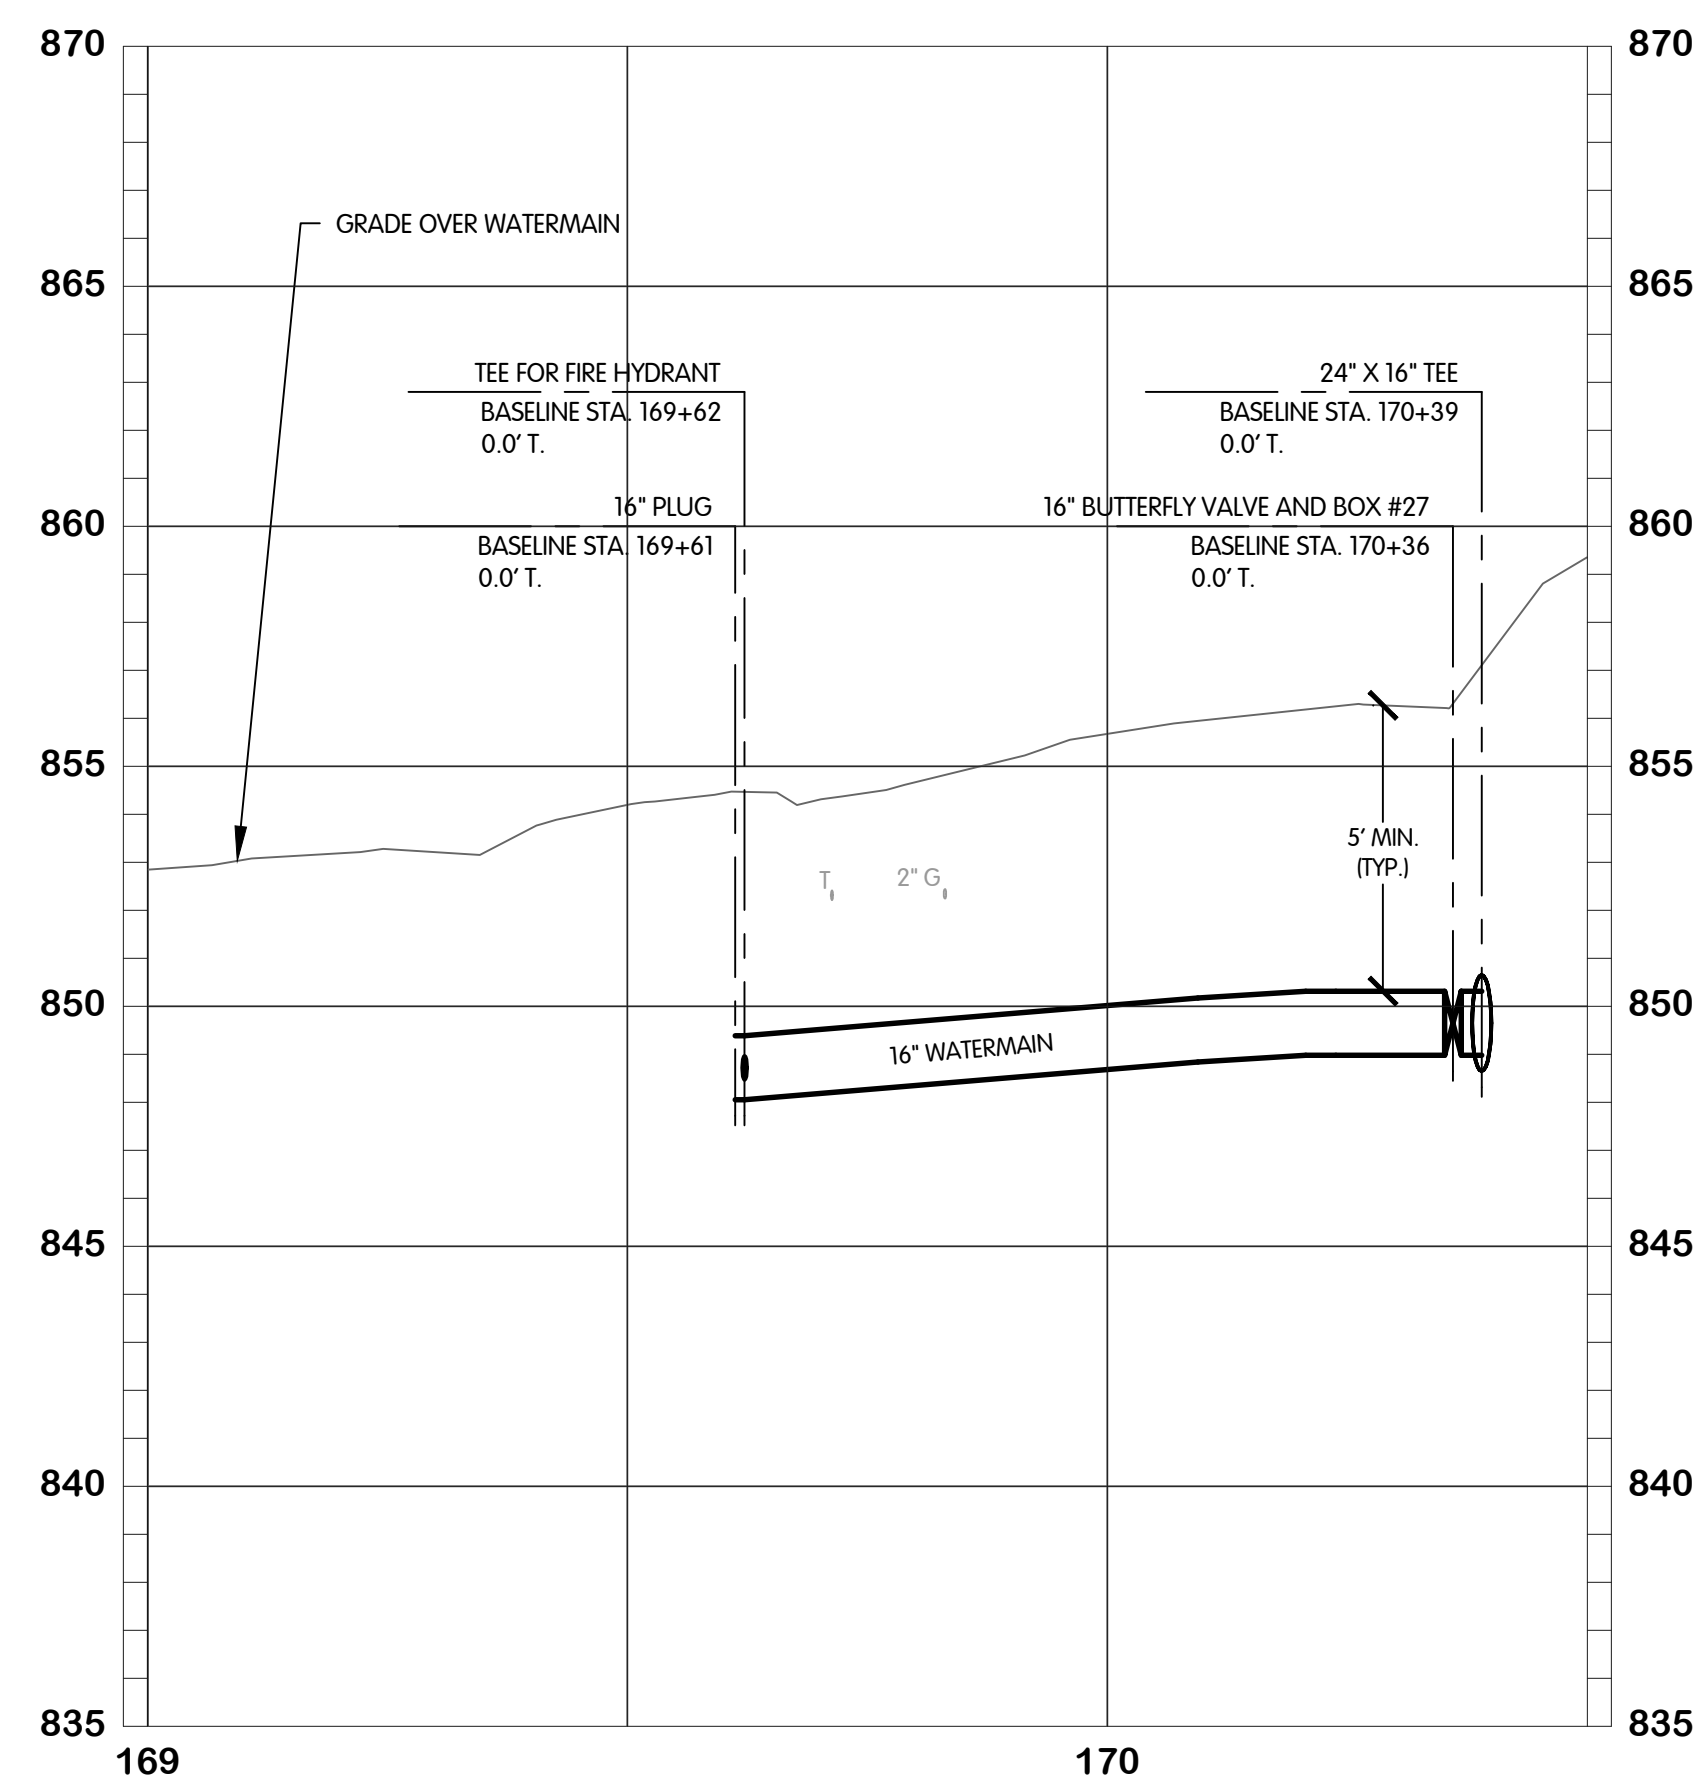 870
870
GRADE OVER WATERMAIN
865
865
TEE FOR FIRE HYDRANT
BASELINE STA. 169+62
0.0' T.
24" X 16" TEE
BASELINE STA. 170+39
0.0' T.
860
860
16" PLUG
BASELINE STA. 169+61
0.0' T.
16" BUTTERFLY VALVE AND BOX #27
BASELINE STA. 170+36
0.0' T.
855
855
5' MIN.
(TYP.)
T
2" G
850
850
16" WATERMAIN
845
845
840
840
835
835
169
170